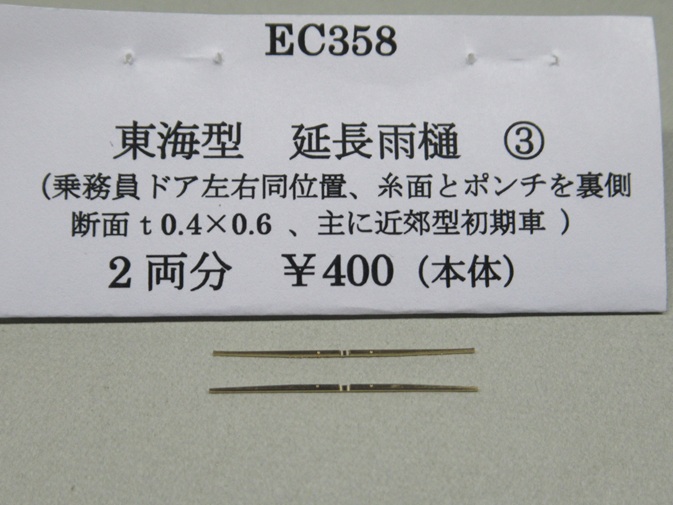 EC358
東海型　延長雨樋　③
（乗務員ドア左右同位置、糸面とポンチを裏側
断面ｔ0.4×0.6 、主に近郊型初期車 ）
2 両分　￥400（本体）